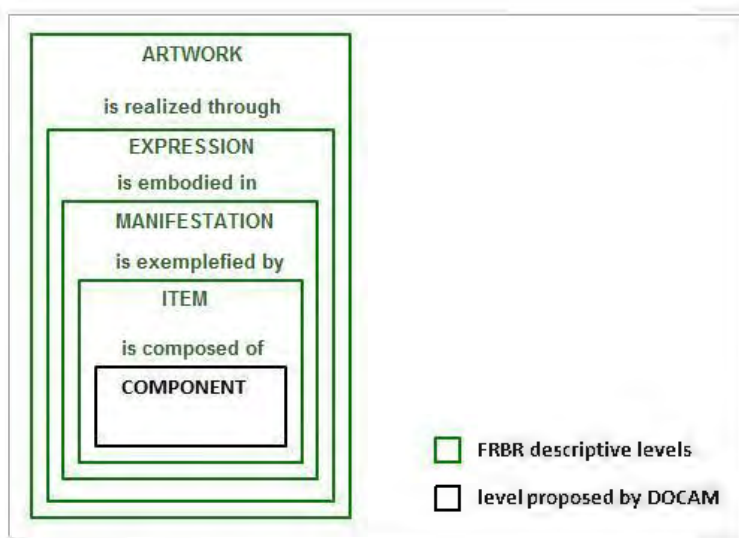 ARTWORK
is realized through
EXPRESSION
is embodied in
MANIFESTATION
is exemplefied by
ITEM
is composed of
COMPONENT
FRBR descriptive levels
level proposed by DOCAM